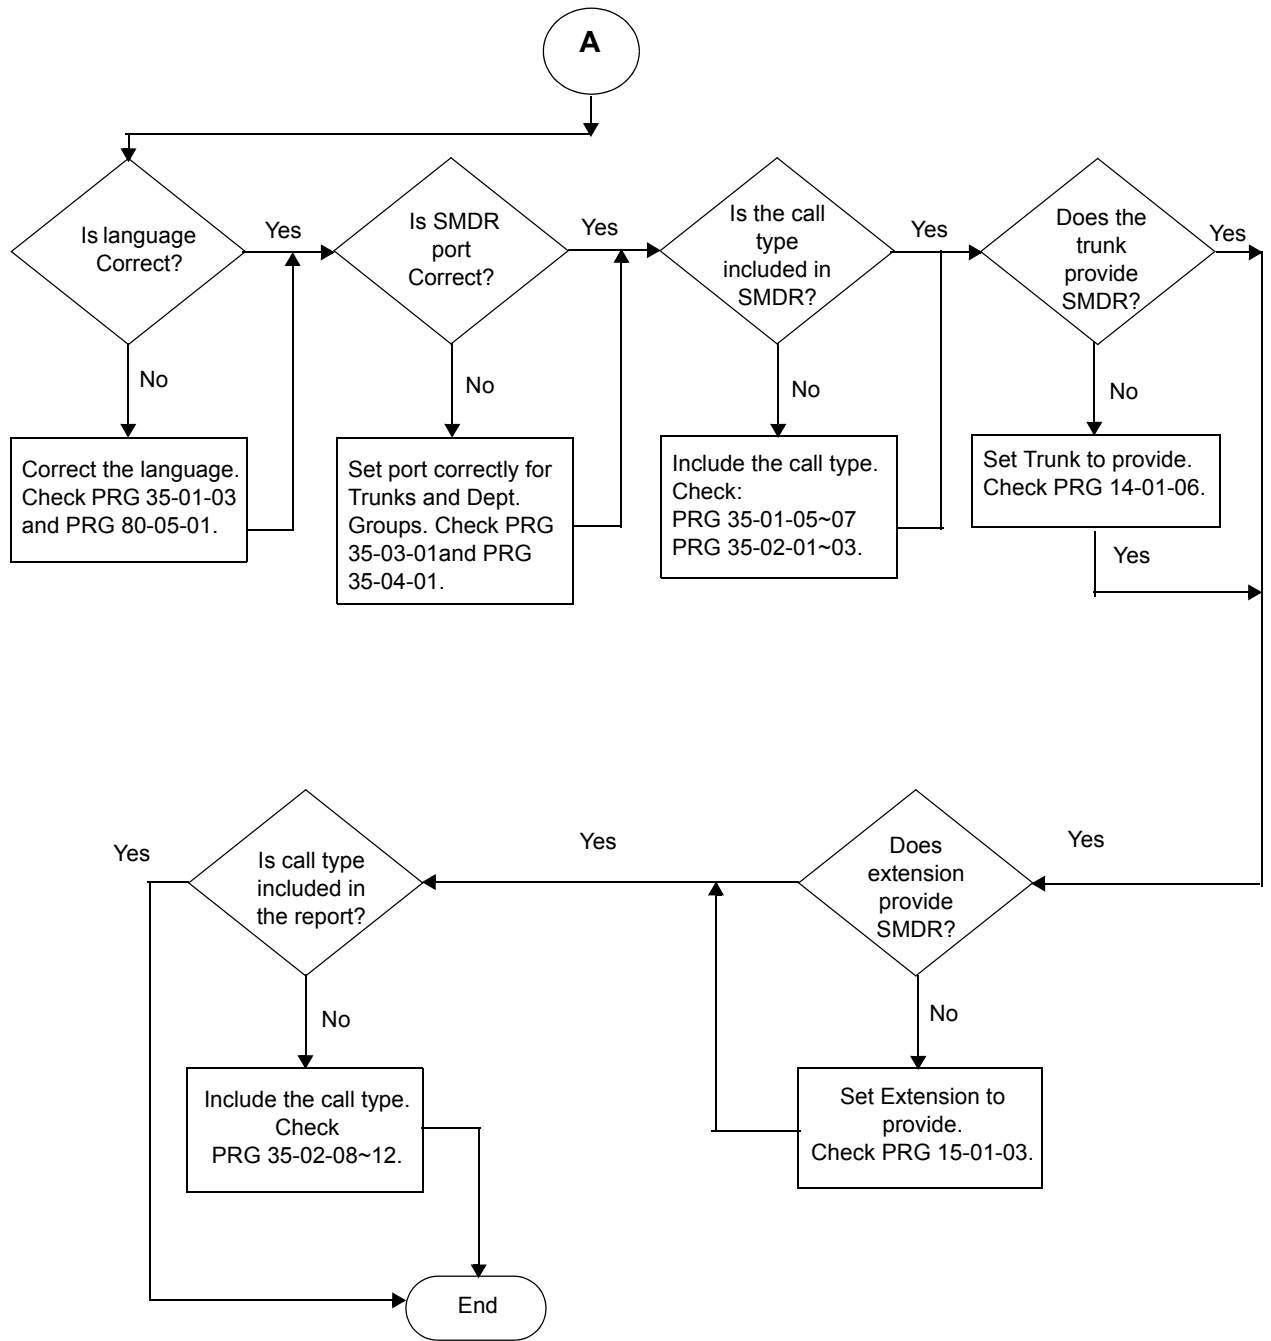 A
Is language
Correct?
Yes
No
Correct the language.
Check PRG 35-01-03
and PRG 80-05-01.
Is SMDR
port
Correct?
Yes
No
Set port correctly for
Trunks and Dept.
Groups. Check PRG
35-03-01and PRG
35-04-01.
Is the call
type
included in
SMDR?
Yes
No
Include the call type.
Check:
PRG 35-01-05~07
PRG 35-02-01~03.
Does the
trunk
provide
SMDR?
Yes
No
Set Trunk to provide.
Check PRG 14-01-06.
Yes
Yes
Does
extension
provide
SMDR?
No
Set Extension to
provide.
Check PRG 15-01-03.
Yes
Is call type
included in
the report?
Yes
No
Include the call type.
Check
PRG 35-02-08~12.
End